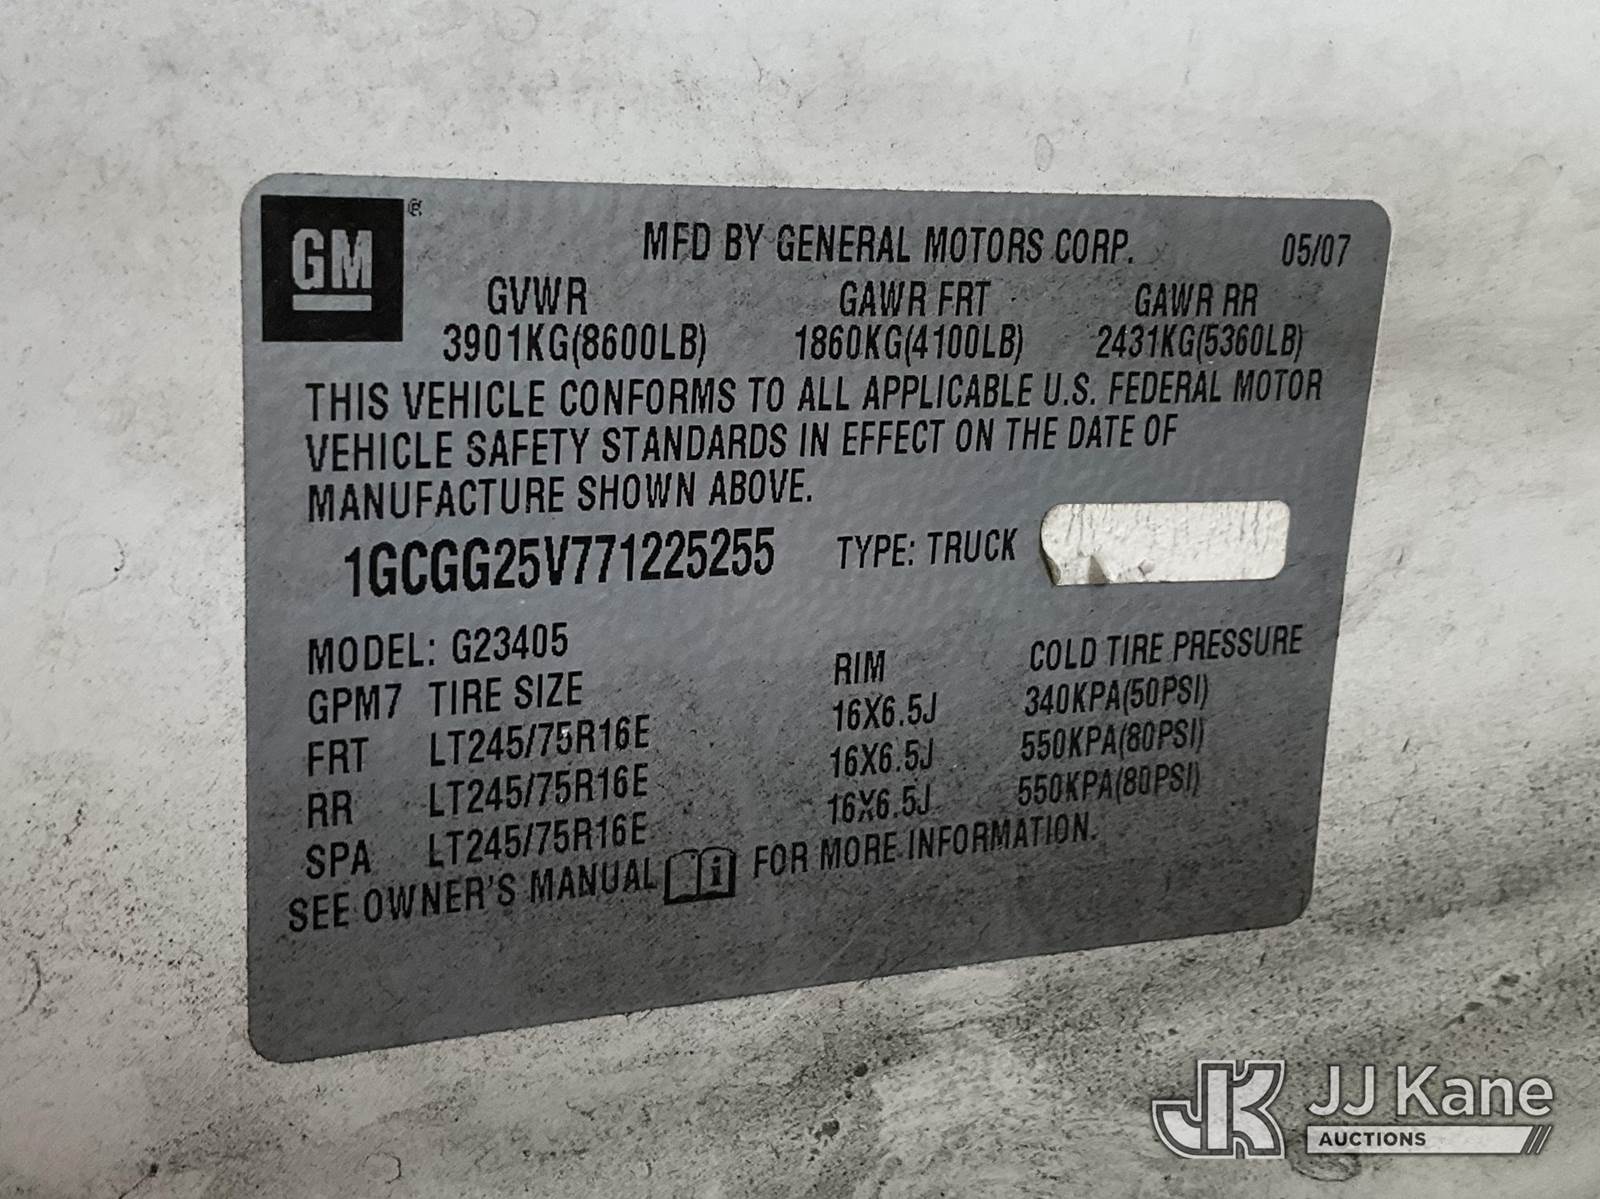 GM ®
MFD BY GENERAL MOTORS CORP. 05/07
GVWR GAWR FRT GAWR RR
3901KG(8600LB) 1860KG(4100LB) 2431KG(5360LB)
THIS VEHICLE CONFORMS TO ALL APPLICABLE U.S. FEDERAL MOTOR
VEHICLE SAFETY STANDARDS IN EFFECT ON THE DATE OF
MANUFACTURE SHOWN ABOVE.
1GCGG25V771225255 TYPE: TRUCK
MODEL: G23405
GPM7 TIRE SIZE RIM COLD TIRE PRESSURE
FRT LT245/75R16E 16X6.5J 340KPA(50PSI)
RR LT245/75R16E 16X6.5J 550KPA(80PSI)
SPA LT245/75R16E 16X6.5J 550KPA(80PSI)
SEE OWNER'S MANUAL i FOR MORE INFORMATION.
JK JJ Kane
AUCTIONS